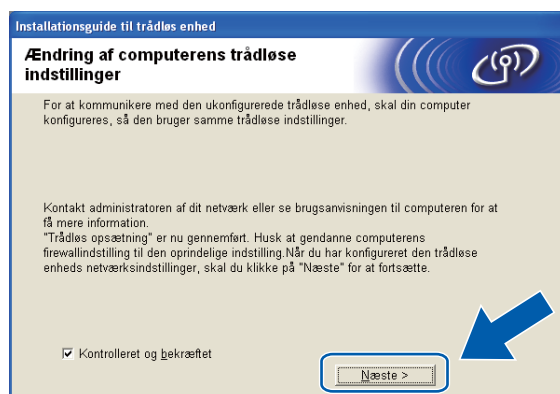 Installationsguide til trådløs enhed
Ændring af computerens trådløse
indstillinger
For at kommunikere med den ukonfigurerede trådløse enhed, skal din computer
konfigureres, så den bruger samme trådløse indstillinger.
Kontakt administratoren af dit netværk eller se brugsanvisningen til computeren for at
få mere information.
"Trådløs opsætning" er nu gennemført. Husk at gendanne computerens
firewallindstilling til den oprindelige indstilling.Når du har konfigureret den trådløse
enheds netværksindstillinger, skal du klikke på "Næste" for at fortsætte.
Kontrolleret og bekræftet
Næste >